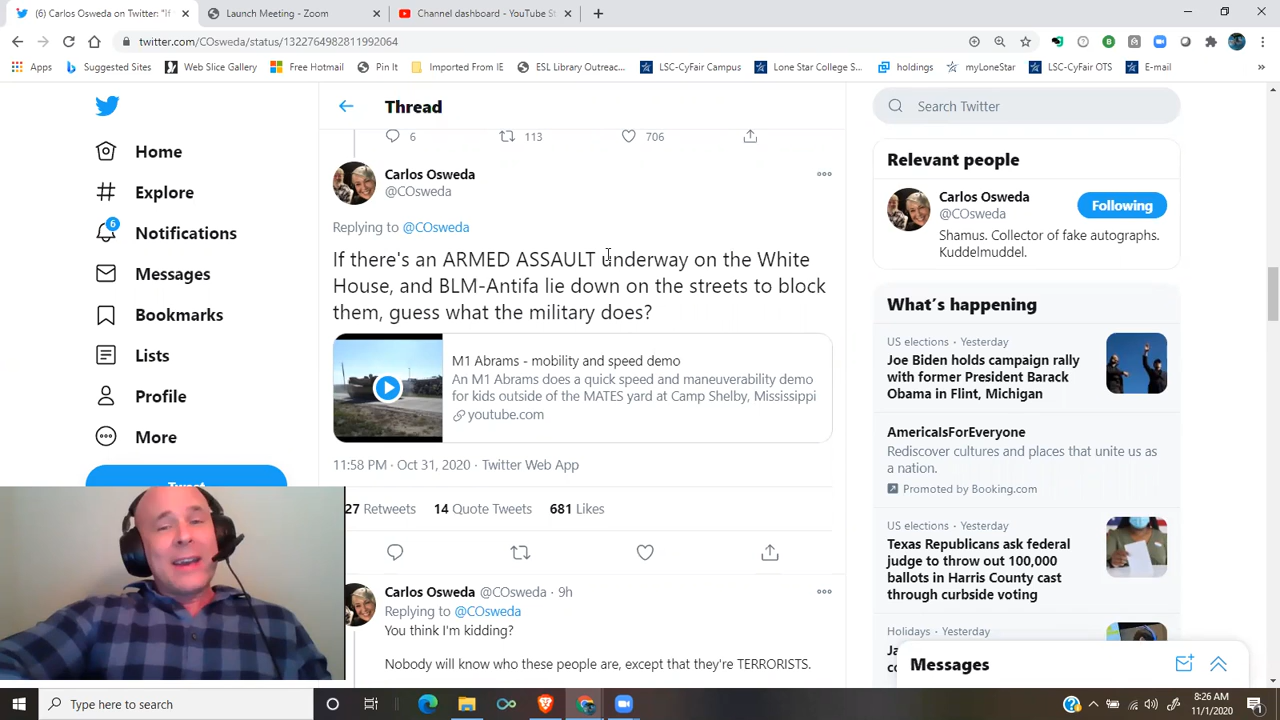 (6) Carlos Osweda on Twitter: "If
Launch Meeting - Zoom
Channel dashboard - YouTube St
twitter.com/COsweda/status/1322764982811992064
Apps
Suggested Sites
Web Slice Gallery
Free Hotmail
Pin It
Imported From IE
ESL Library Outreac...
LSC-CyFair Campus
Lone Star College S...
holdings
myLoneStar
LSC-CyFair OTS
E-mail
»
Home
Explore
6
Notifications
Messages
Bookmarks
Lists
Profile
More
Tweet
Thread
6 113 706
Carlos Osweda
@COsweda
Replying to @COsweda
If there's an ARMED ASSAULT underway on the White
House, and BLM-Antifa lie down on the streets to block
them, guess what the military does?
M1 Abrams - mobility and speed demo
An M1 Abrams does a quick speed and maneuverability demo
for kids outside of the MATES yard at Camp Shelby, Mississippi
youtube.com
11:58 PM · Oct 31, 2020 · Twitter Web App
27 Retweets 14 Quote Tweets 681 Likes
Carlos Osweda @COsweda · 9h
Replying to @COsweda
You think I'm kidding?
Nobody will know who these people are, except that they're TERRORISTS.
Search Twitter
Relevant people
Carlos Osweda
@COsweda
Following
Shamus. Collector of fake autographs.
Kuddelmuddel.
What's happening
US elections · Yesterday
Joe Biden holds campaign rally
with former President Barack
Obama in Flint, Michigan
AmericaIsForEveryone
Rediscover cultures and places that unite us as
a nation.
Promoted by Booking.com
US elections · Yesterday
Texas Republicans ask federal
judge to throw out 100,000
ballots in Harris County cast
through curbside voting
Holidays · Yesterday
Messages
Type here to search
8:26 AM
11/1/2020